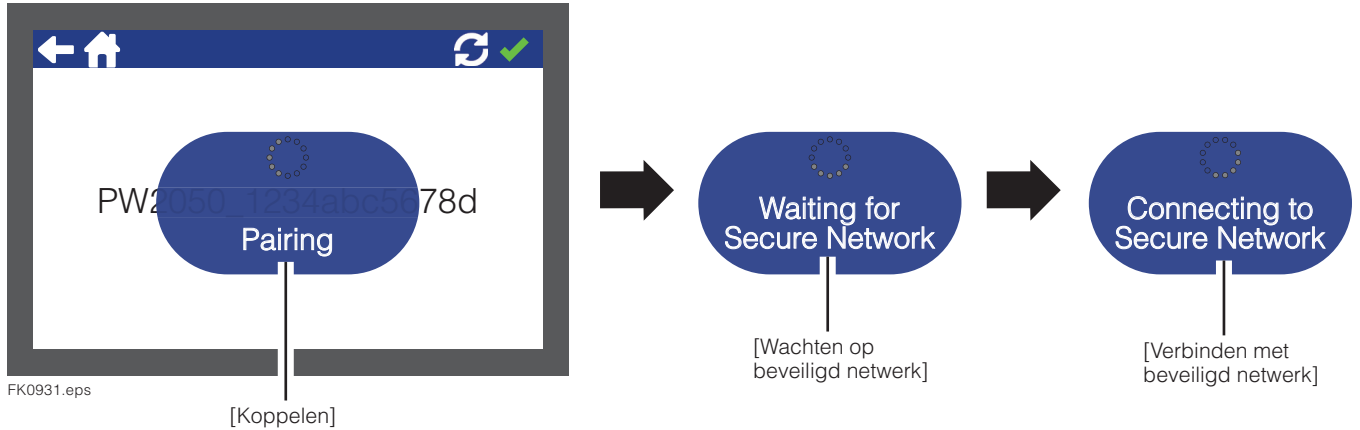 PW2050_1234abc5678d
Pairing
FK0931.eps
[Koppelen]
Waiting for
Secure Network
[Wachten op
beveiligd netwerk]
Connecting to
Secure Network
[Verbinden met
beveiligd netwerk]